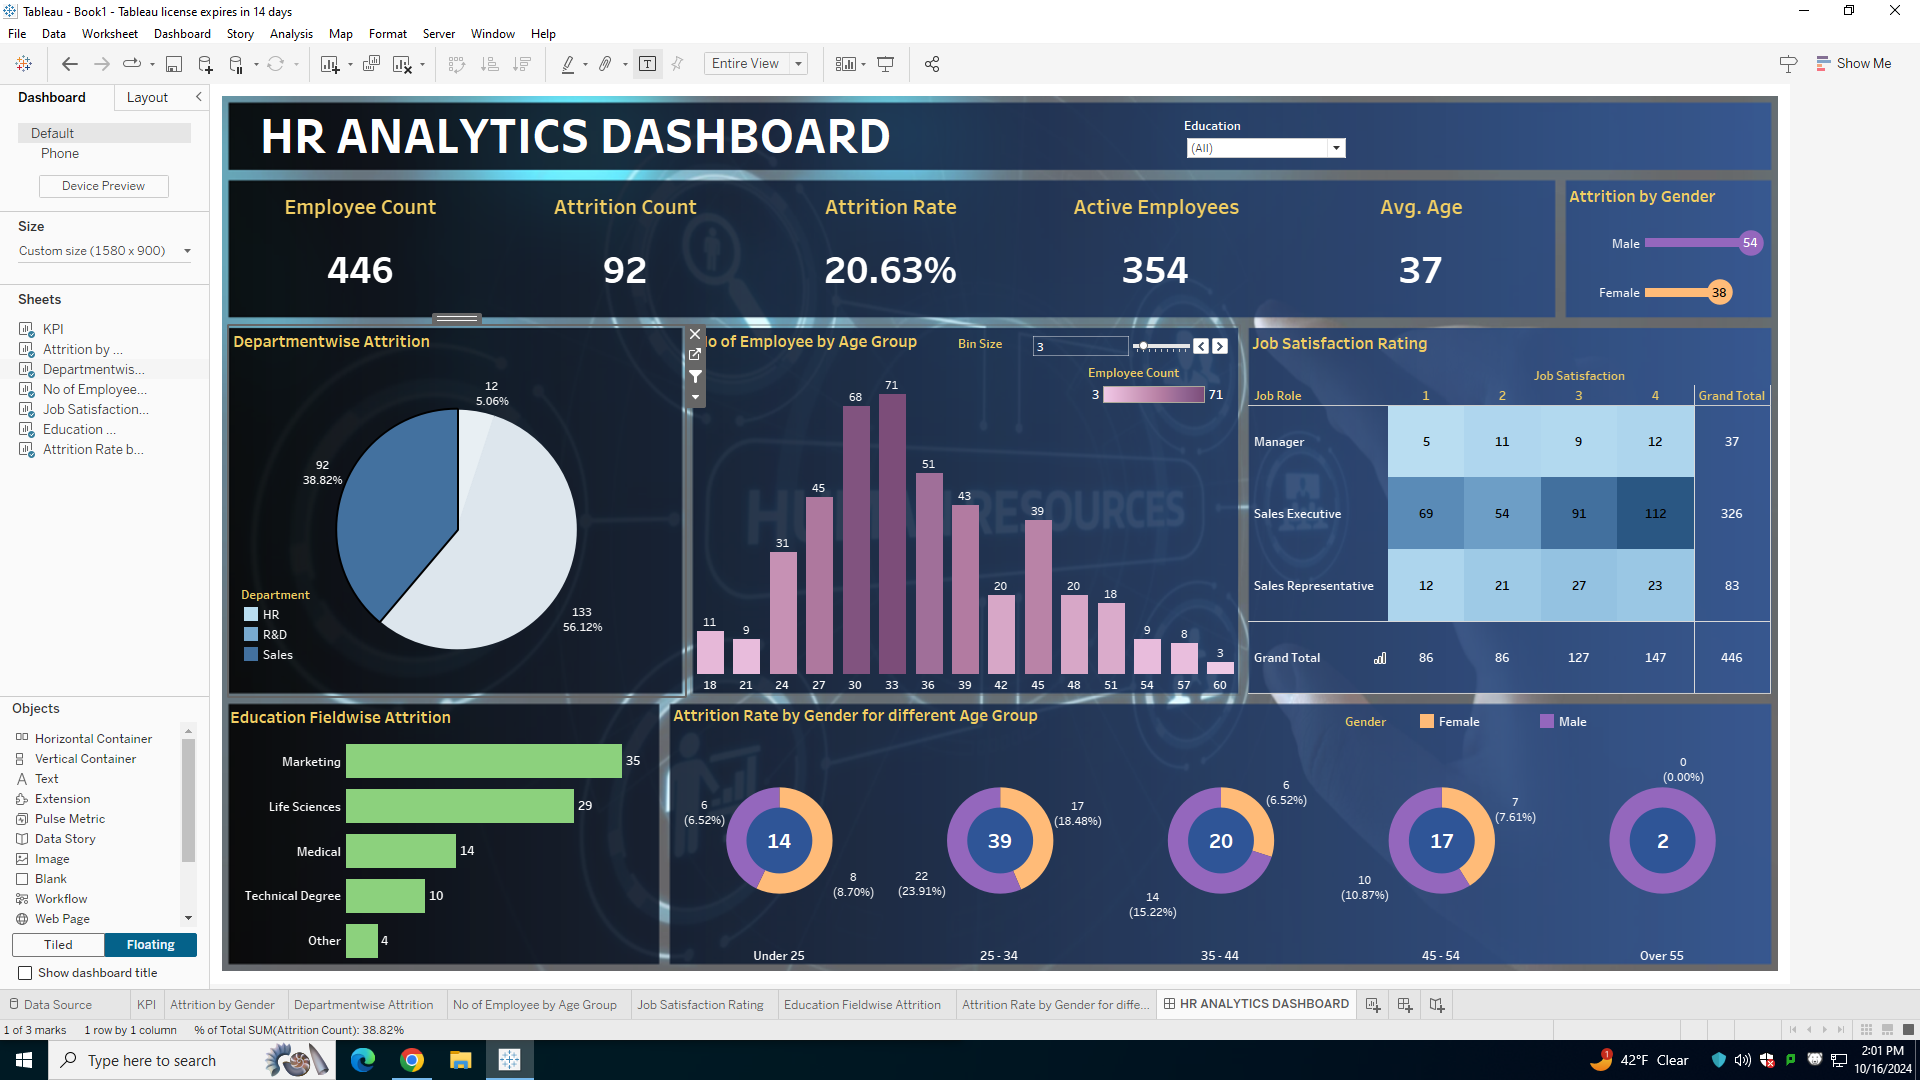 Tableau - Book1 - Tableau license expires in 14 days
File Data Worksheet Dashboard Story Analysis Map Format Server Window Help
Entire View
Show Me
Dashboard Layout
Default
Phone
Device Preview
Size
Custom size (1580 x 900)
Sheets
KPI
Attrition by ...
Departmentwis...
No of Employee...
Job Satisfaction...
Education ...
Attrition Rate b...
Objects
Horizontal Container
Vertical Container
Text
Extension
Pulse Metric
Data Story
Image
Blank
Workflow
Web Page
Tiled Floating
Show dashboard title
HR ANALYTICS DASHBOARD
Education
(All)
Employee Count Attrition Count Attrition Rate Active Employees Avg. Age
446 92 20.63% 354 37
Attrition by Gender
Male 54
Female 38
Departmentwise Attrition
12
5.06%
92
38.82%
133
56.12%
Department
HR
R&D
Sales
No of Employee by Age Group
Bin Size 3
Employee Count
3 71
11 9 31 45 68 71 51 43 20 39 20 18 9 8 3
18 21 24 27 30 33 36 39 42 45 48 51 54 57 60
HUMAN RESOURCES
Job Satisfaction Rating
Job Satisfaction
Job Role 1 2 3 4 Grand Total
Manager 5 11 9 12 37
Sales Executive 69 54 91 112 326
Sales Representative 12 21 27 23 83
Grand Total 86 86 127 147 446
Education Fieldwise Attrition
Marketing 35
Life Sciences 29
Medical 14
Technical Degree 10
Other 4
Attrition Rate by Gender for different Age Group
Gender Female Male
6
(6.52%)
14
8
(8.70%)
Under 25
17
(18.48%)
39
22
(23.91%)
25 - 34
6
(6.52%)
20
14
(15.22%)
35 - 44
7
(7.61%)
17
10
(10.87%)
45 - 54
0
(0.00%)
2
Over 55
Data Source KPI Attrition by Gender Departmentwise Attrition No of Employee by Age Group Job Satisfaction Rating Education Fieldwise Attrition Attrition Rate by Gender for diffe... HR ANALYTICS DASHBOARD
1 of 3 marks 1 row by 1 column % of Total SUM(Attrition Count): 38.82%
Type here to search
1
42°F Clear
2:01 PM
10/16/2024